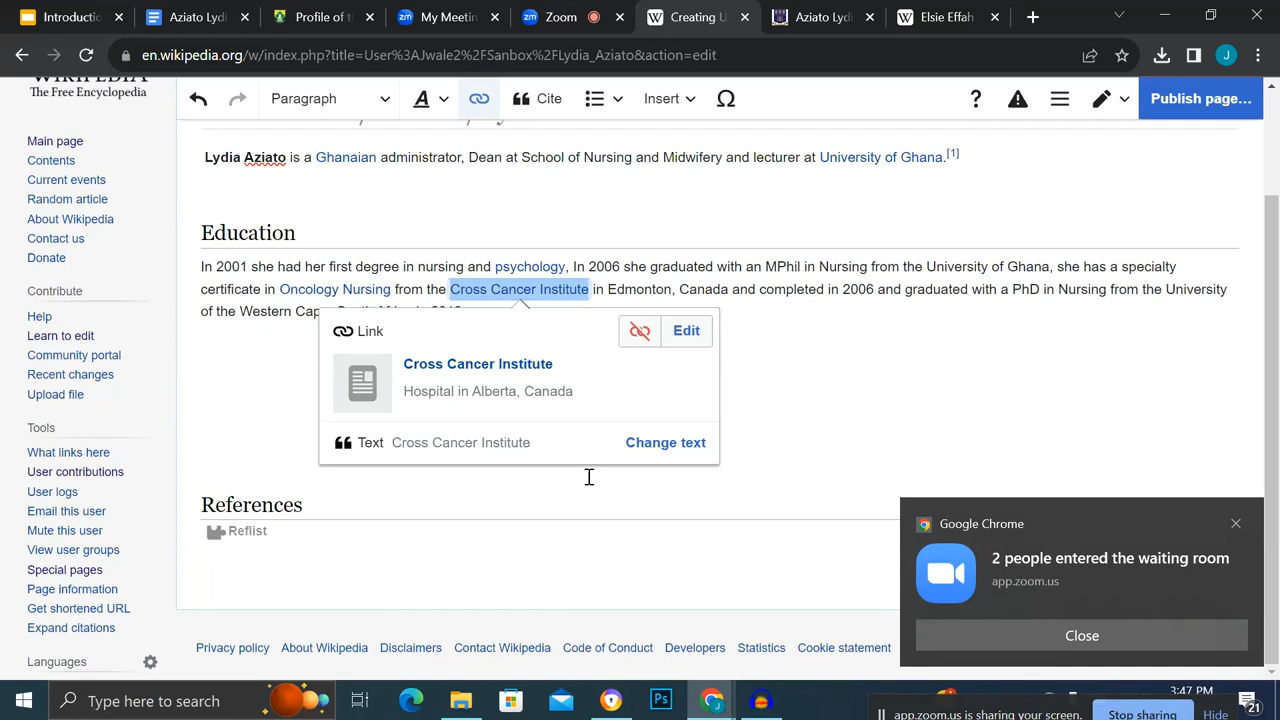 Introductic
Aziato Lydi
Profile of t
My Meetin
Zoom
Creating U
Aziato Lydi
Elsie Effah
en.wikipedia.org/w/index.php?title=User%3AJwale2%2FSanbox%2FLydia_Aziato&action=edit
J
WIKIPEDIA
The Free Encyclopedia
Paragraph
A
Cite
Insert
Ω
?
Publish page...
Main page
Contents
Current events
Random article
About Wikipedia
Contact us
Donate
Contribute
Help
Learn to edit
Community portal
Recent changes
Upload file
Tools
What links here
User contributions
User logs
Email this user
Mute this user
View user groups
Special pages
Page information
Get shortened URL
Expand citations
Languages
Lydia Aziato is a Ghanaian administrator, Dean at School of Nursing and Midwifery and lecturer at University of Ghana.[1]
Education
In 2001 she had her first degree in nursing and psychology, In 2006 she graduated with an MPhil in Nursing from the University of Ghana, she has a specialty
certificate in Oncology Nursing from the Cross Cancer Institute in Edmonton, Canada and completed in 2006 and graduated with a PhD in Nursing from the University
of the Western Cap
Link
Edit
Cross Cancer Institute
Hospital in Alberta, Canada
Text Cross Cancer Institute
Change text
References
Reflist
Google Chrome
2 people entered the waiting room
app.zoom.us
Close
Privacy policy
About Wikipedia
Disclaimers
Contact Wikipedia
Code of Conduct
Developers
Statistics
Cookie statement
Type here to search
Ps
3:47 PM
21
app.zoom.us is sharing your screen.
Stop sharing
Hide